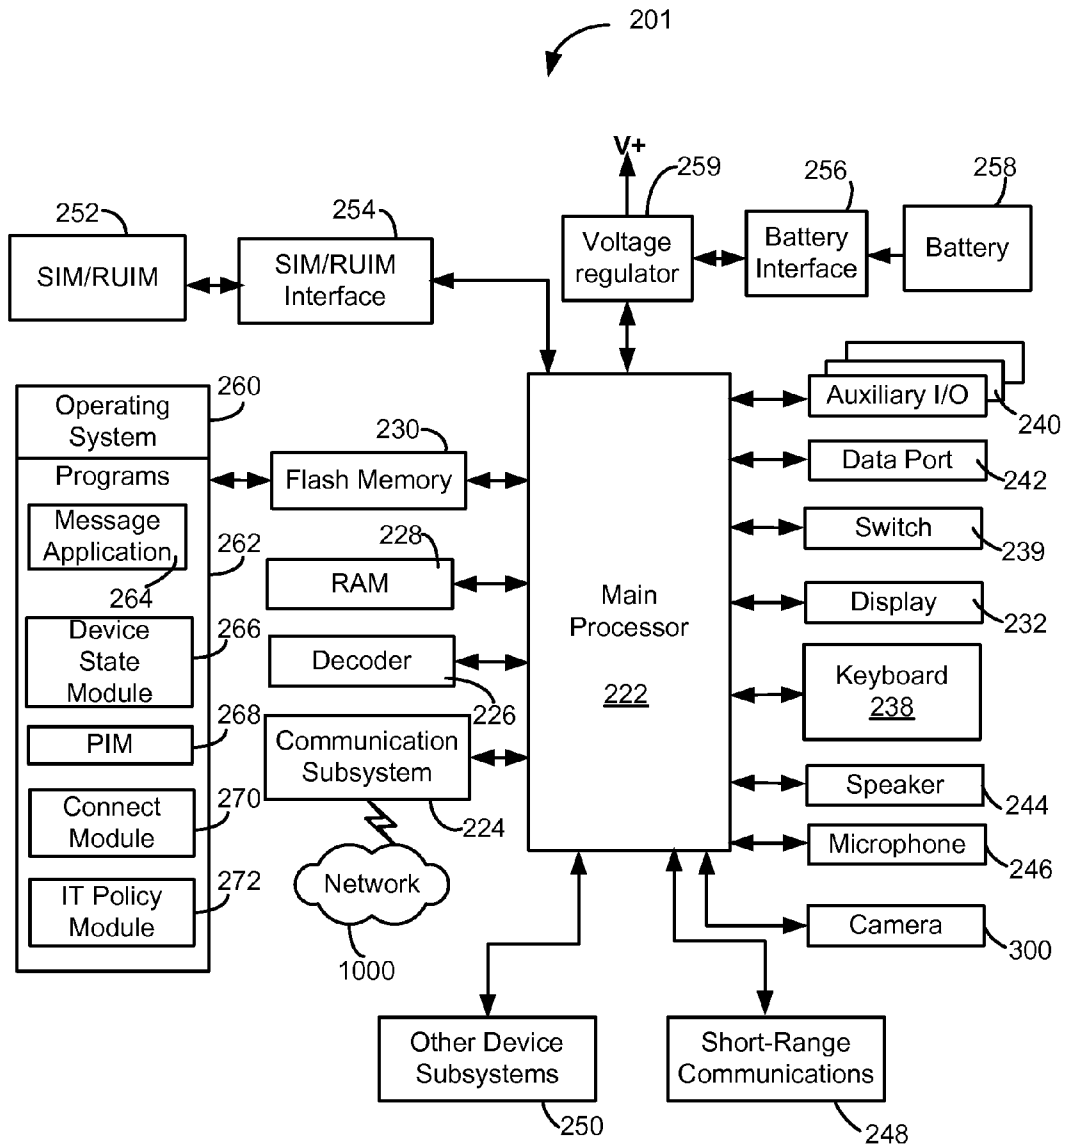 201
V+
259
256
258
252
254
Voltage
regulator
Battery
Interface
Battery
SIM/RUIM
SIM/RUIM
Interface
260
Operating
System
Programs
Message
Application
264
262
Device
State
Module
266
PIM
268
Connect
Module
270
IT Policy
Module
272
230
Flash Memory
228
RAM
Decoder
226
Communication
Subsystem
224
Network
1000
Main
Processor
222
Auxiliary I/O
240
Data Port
242
Switch
239
Display
232
Keyboard
238
Speaker
244
Microphone
246
Camera
300
Other Device
Subsystems
250
Short-Range
Communications
248